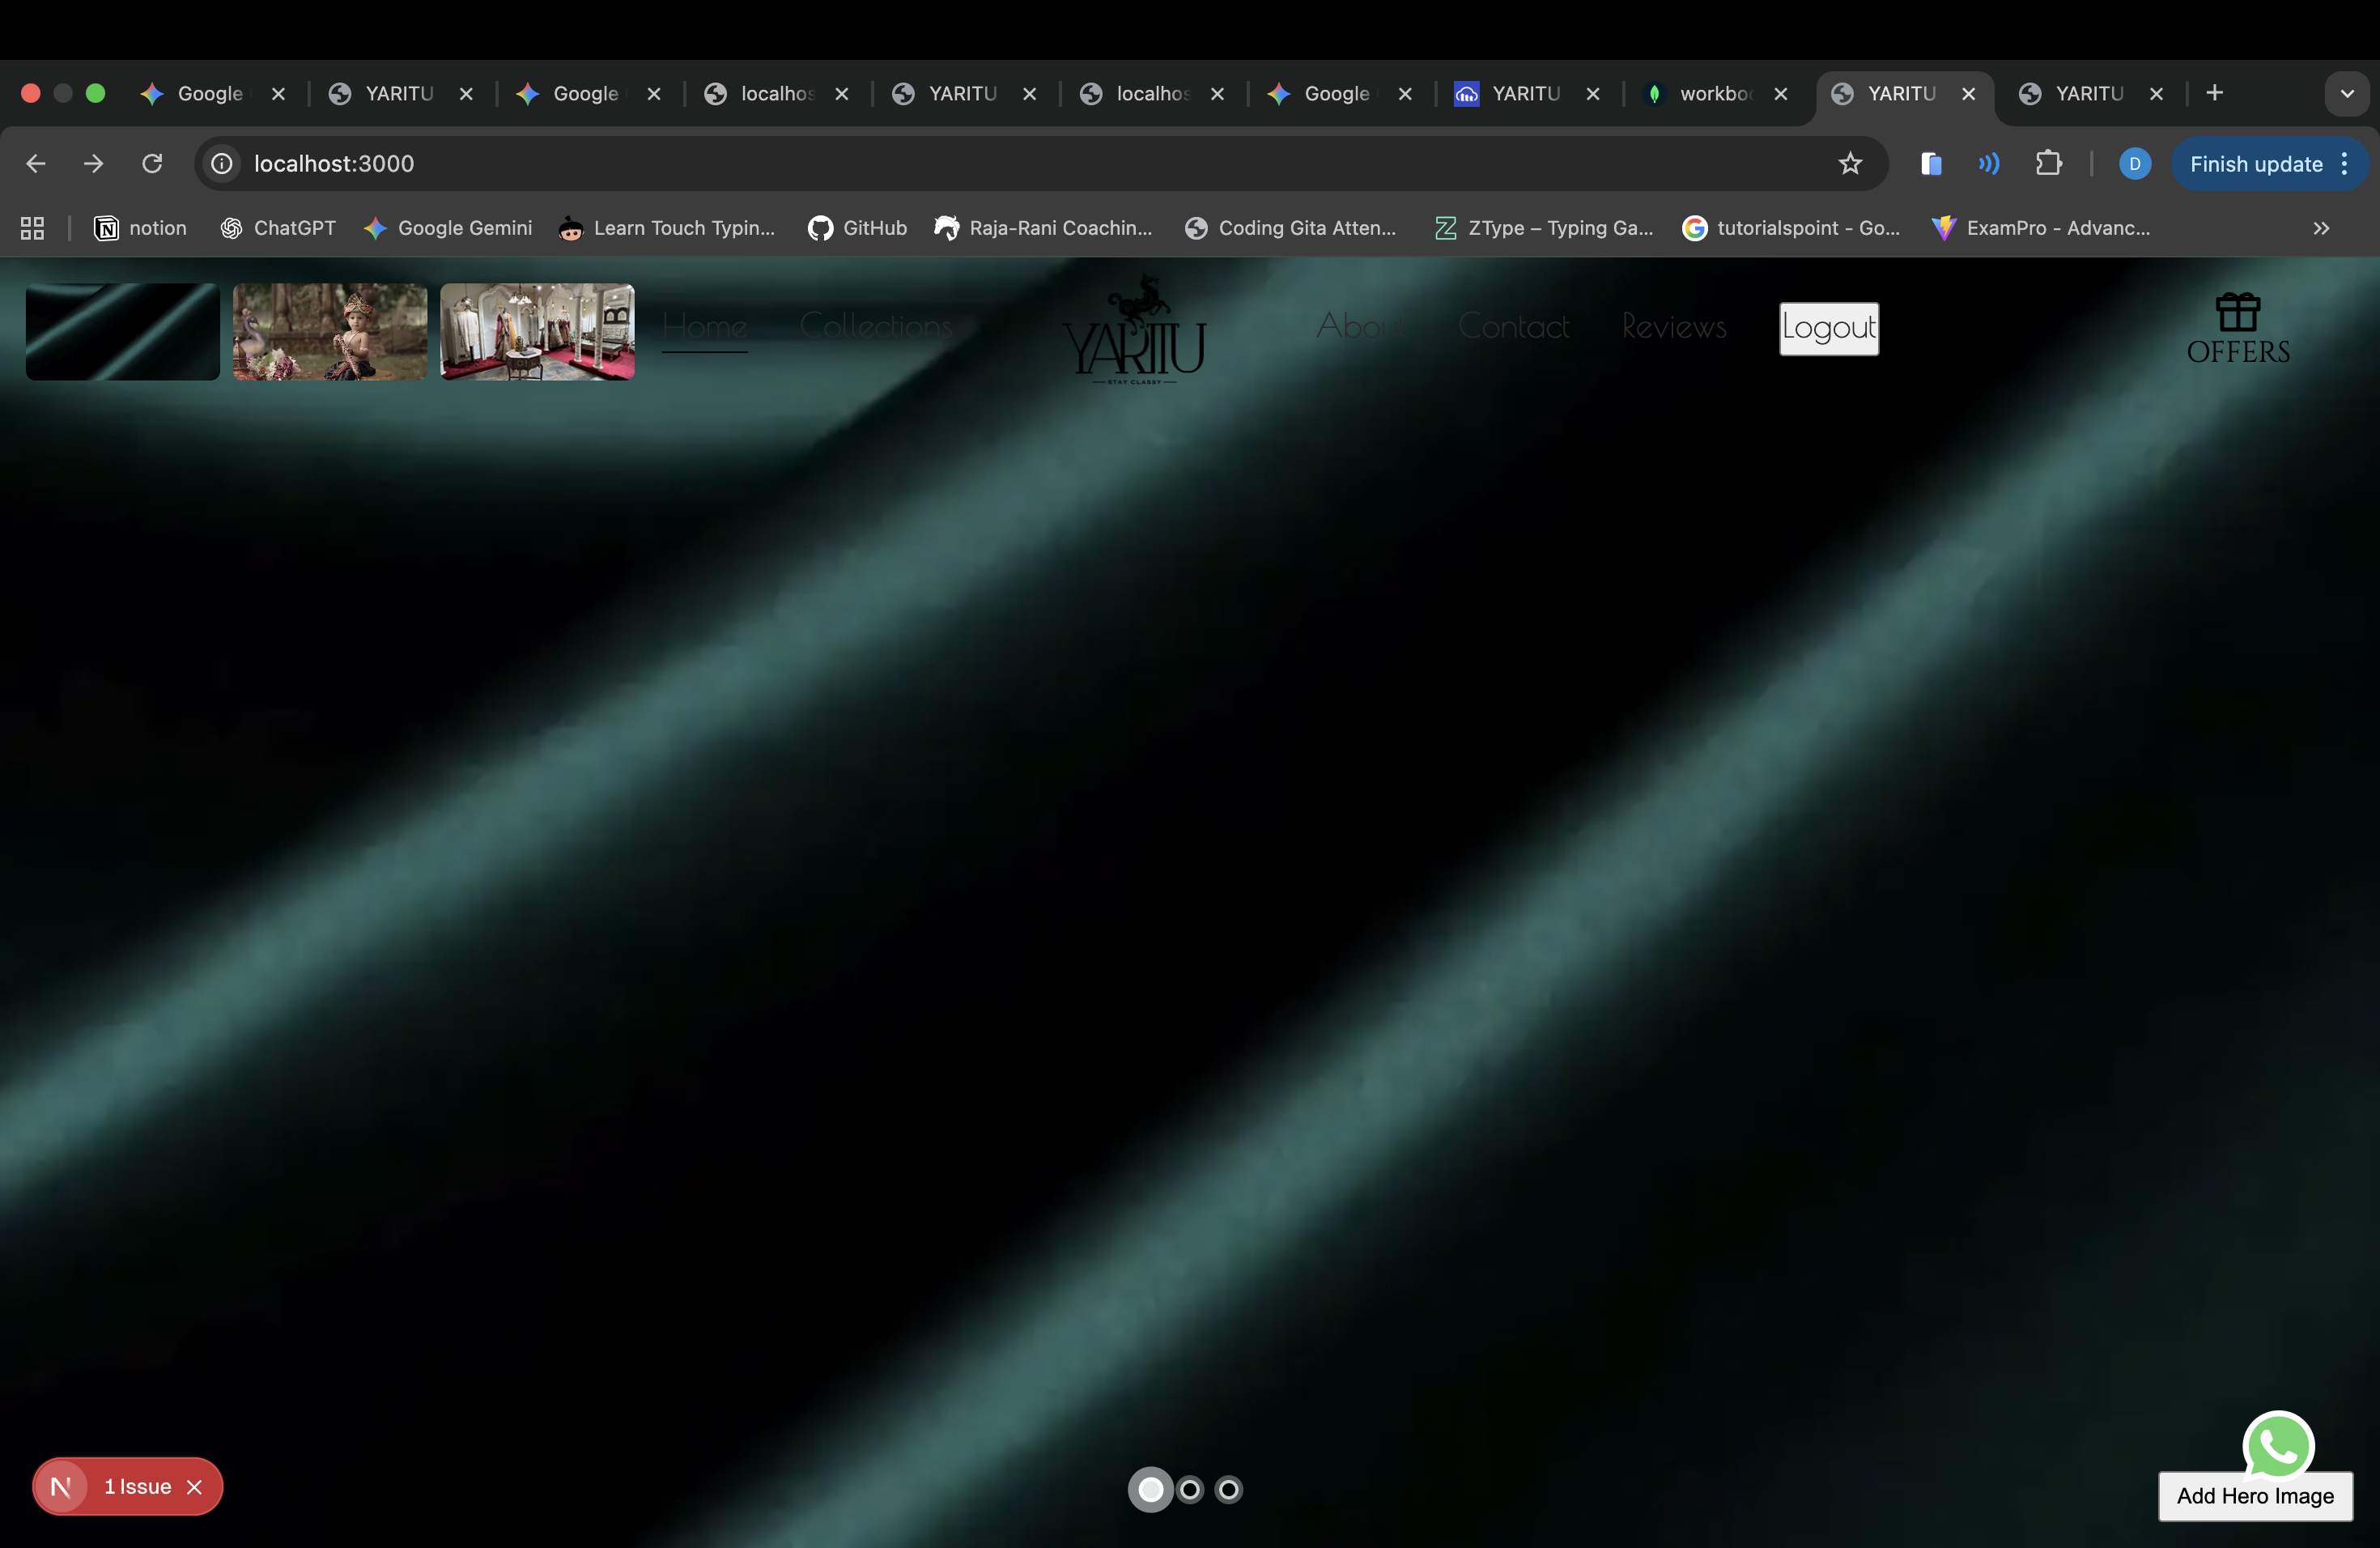 Google
YARITU
Google
localhos
YARITU
localhos
Google
YARITU
workboo
YARITU
YARITU
localhost:3000
D
Finish update
notion
ChatGPT
Google Gemini
Learn Touch Typin...
GitHub
Raja-Rani Coachin...
Coding Gita Atten...
ZType – Typing Ga...
tutorialspoint - Go...
ExamPro - Advanc...
Home
Collections
YARITU
STAY CLASSY
About
Contact
Reviews
Logout
OFFERS
N
1 Issue
Add Hero Image